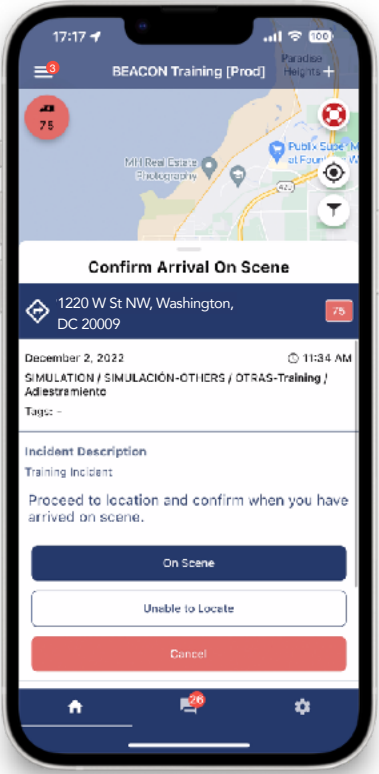 17:17
100
3
BEACON Training [Prod]
Paradise
Heights
75
MH Real Estate
Photography
Publix Super M
at Foun
W
423
Confirm Arrival On Scene
1220 W St NW, Washington,
DC 20009
75
December 2, 2022
11:34 AM
SIMULATION / SIMULACIÓN-OTHERS / OTRAS-Training /
Adiestramiento
Tags: -
Incident Description
Training Incident
Proceed to location and confirm when you have
arrived on scene.
On Scene
Unable to Locate
Cancel
26